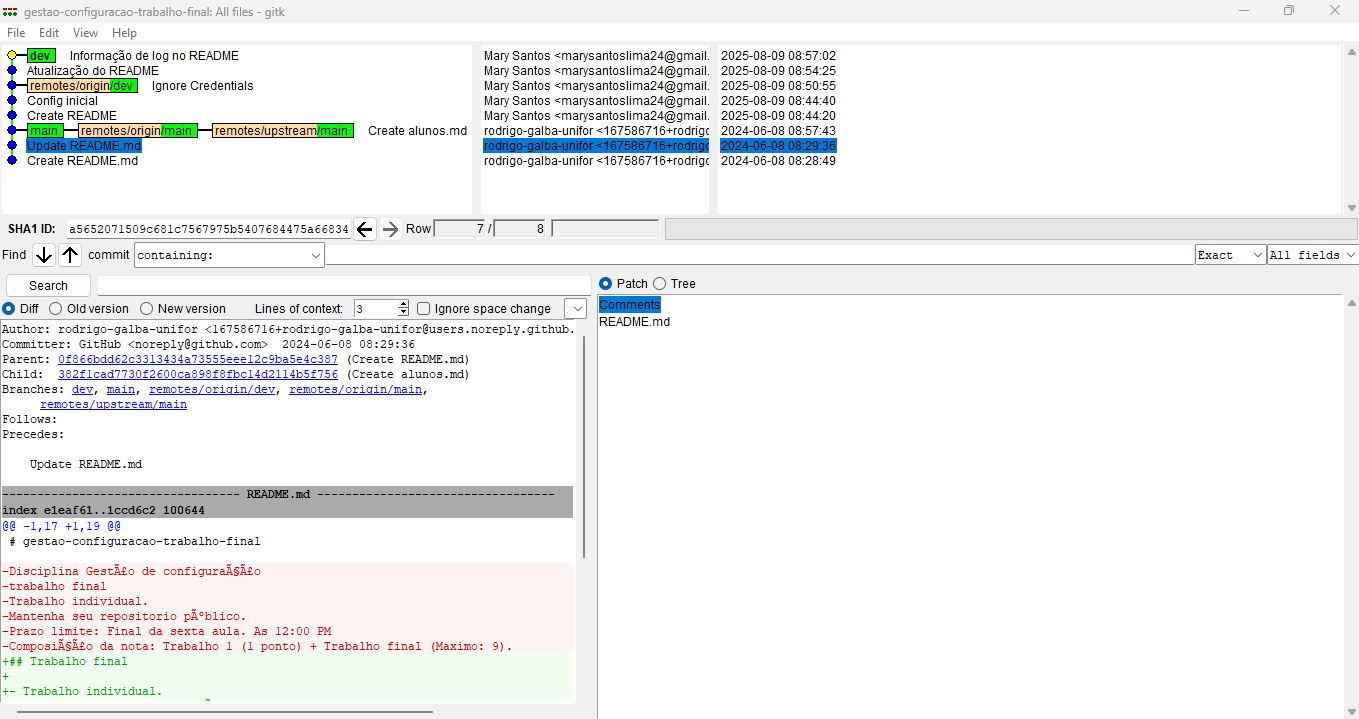 gestao-configuracao-trabalho-final: All files - gitk
File Edit View Help
dev Informação de log no README Mary Santos <marysantoslima24@gmail. 2025-08-09 08:57:02
Atualização do README Mary Santos <marysantoslima24@gmail. 2025-08-09 08:54:25
remotes/origin/dev Ignore Credentials Mary Santos <marysantoslima24@gmail. 2025-08-09 08:50:55
Config inicial Mary Santos <marysantoslima24@gmail. 2025-08-09 08:44:40
Create README Mary Santos <marysantoslima24@gmail. 2025-08-09 08:44:20
main remotes/origin/main remotes/upstream/main Create alunos.md rodrigo-galba-unifor <167586716+rodrigo 2024-06-08 08:57:43
Update README.md rodrigo-galba-unifor <167586716+rodrigo 2024-06-08 08:29:36
Create README.md rodrigo-galba-unifor <167586716+rodrigo 2024-06-08 08:28:49
SHA1 ID: a5652071509c681c7567975b5407684475a66834 Row 7 / 8
Find commit containing: Exact All fields
Search
Patch Tree
Diff Old version New version Lines of context: 3 Ignore space change
Comments
README.md
Author: rodrigo-galba-unifor <167586716+rodrigo-galba-unifor@users.noreply.github.
Committer: GitHub <noreply@github.com> 2024-06-08 08:29:36
Parent: 0f866bdd62c3313434a73555eee12c9ba5e4c387 (Create README.md)
Child: 382f1cad7730f2600ca898f8fbc14d2114b5f756 (Create alunos.md)
Branches: dev, main, remotes/origin/dev, remotes/origin/main,
remotes/upstream/main
Follows:
Precedes:
Update README.md
---------------------------------- README.md ----------------------------------
index e1eaf61..1ccd6c2 100644
@@ -1,17 +1,19 @@
# gestao-configuracao-trabalho-final
-Disciplina GestÃ£o de configuraÃ§Ã£o
-trabalho final
-Trabalho individual.
-Mantenha seu repositorio pÃºblico.
-Prazo limite: Final da sexta aula. As 12:00 PM
-ComposiÃ§Ã£o da nota: Trabalho 1 (1 ponto) + Trabalho final (Maximo: 9).
+## Trabalho final
+
+- Trabalho individual.